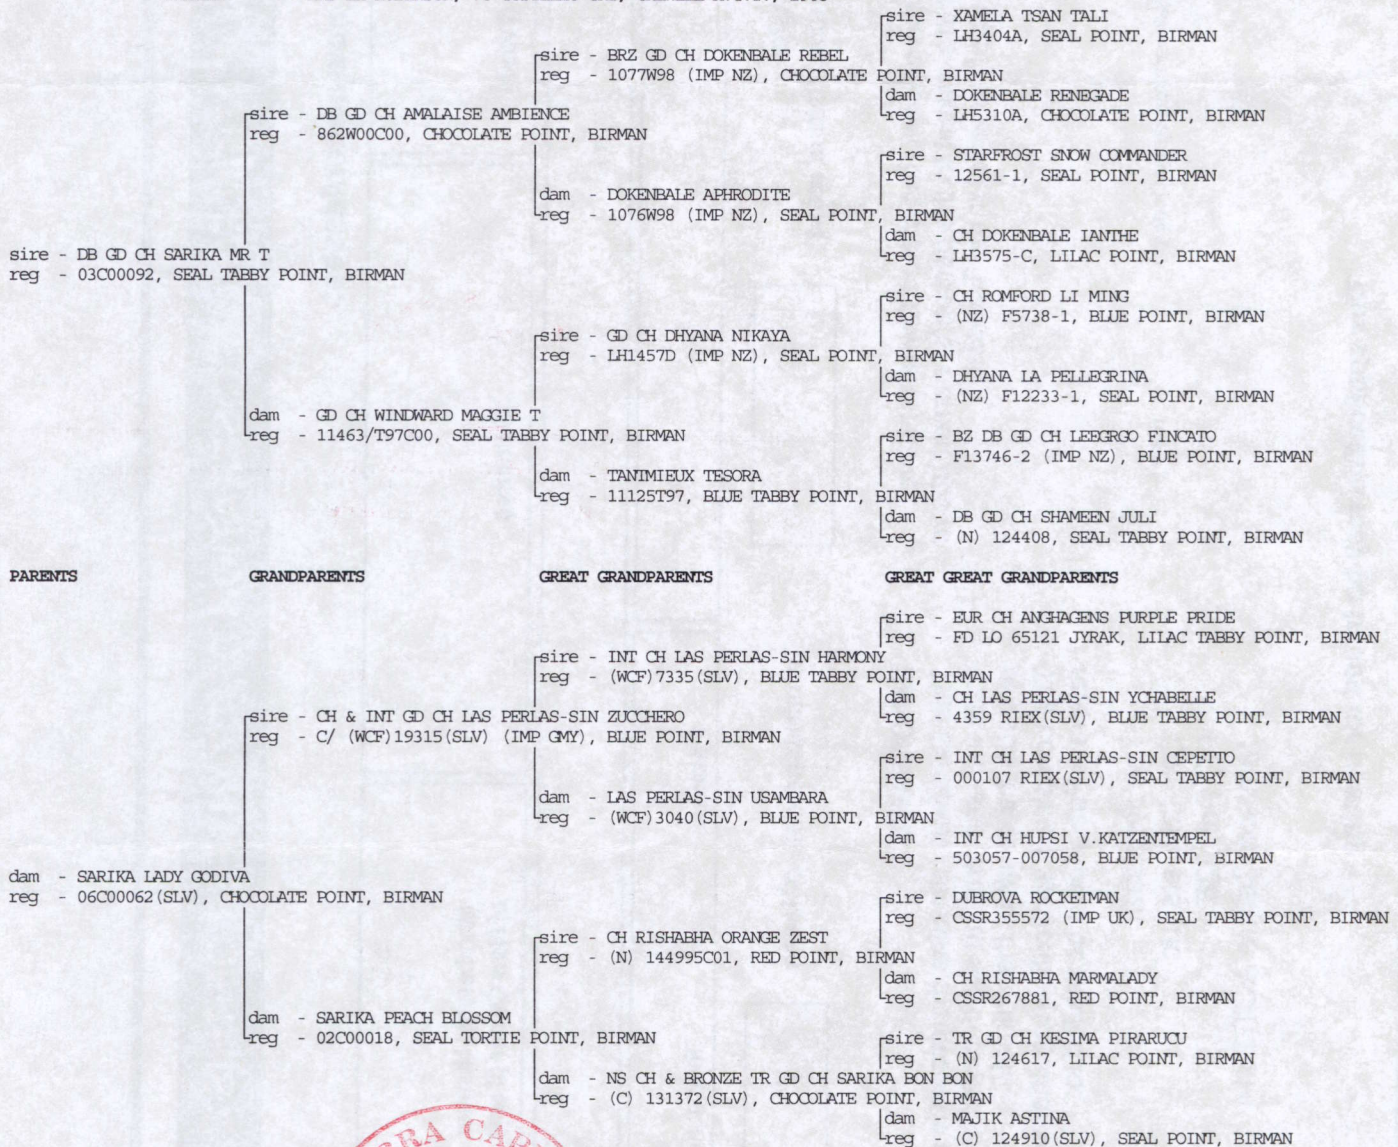 sire - XAMELA TSAN TALI
reg - LH3404A, SEAL POINT, BIRMAN
sire - BRZ GD CH DOKENBALE REBEL
reg - 1077W98 (IMP NZ), CHOCOLATE POINT, BIRMAN
dam - DOKENBALE RENEGADE
reg - LH5310A, CHOCOLATE POINT, BIRMAN
sire - DB GD CH AMALAISE AMBIENCE
reg - 862W00C00, CHOCOLATE POINT, BIRMAN
sire - STARFROST SNOW COMMANDER
reg - 12561-1, SEAL POINT, BIRMAN
dam - DOKENBALE APHRODITE
reg - 1076W98 (IMP NZ), SEAL POINT, BIRMAN
dam - CH DOKENBALE IANTHE
reg - LH3575-C, LILAC POINT, BIRMAN
sire - DB GD CH SARIKA MR T
reg - 03C00092, SEAL TABBY POINT, BIRMAN
sire - CH ROMFORD LI MING
reg - (NZ) F5738-1, BLUE POINT, BIRMAN
sire - GD CH DHYANA NIKAYA
reg - LH1457D (IMP NZ), SEAL POINT, BIRMAN
dam - DHYANA LA PELLEGRINA
reg - (NZ) F12233-1, SEAL POINT, BIRMAN
dam - GD CH WINDWARD MAGGIE T
reg - 11463/T97C00, SEAL TABBY POINT, BIRMAN
sire - BZ DB GD CH LEEGRGO FINCATO
reg - F13746-2 (IMP NZ), BLUE POINT, BIRMAN
dam - TANTMIEUX TESORA
reg - 11125T97, BLUE TABBY POINT, BIRMAN
dam - DB GD CH SHAMEEN JULI
reg - (N) 124408, SEAL TABBY POINT, BIRMAN
PARENTS GRANDPARENTS GREAT GRANDPARENTS GREAT GREAT GRANDPARENTS
sire - EUR CH ANGHAGENS PURPLE PRIDE
reg - FD LO 65121 JYRAK, LILAC TABBY POINT, BIRMAN
sire - INT CH LAS PERLAS-SIN HARMONY
reg - (WCF)7335(SLV), BLUE TABBY POINT, BIRMAN
dam - CH LAS PERLAS-SIN YCHABELLE
reg - 4359 RIEX(SLV), BLUE TABBY POINT, BIRMAN
sire - CH & INT GD CH LAS PERLAS-SIN ZUCCHERO
reg - C/ (WCF)19315(SLV) (IMP GMY), BLUE POINT, BIRMAN
sire - INT CH LAS PERLAS-SIN CEPETTO
reg - 000107 RIEX(SLV), SEAL TABBY POINT, BIRMAN
dam - LAS PERLAS-SIN USAMBARA
reg - (WCF)3040(SLV), BLUE POINT, BIRMAN
dam - INT CH HUPSI V.KATZENTEMPEL
reg - 503057-007058, BLUE POINT, BIRMAN
dam - SARIKA LADY GODIVA
reg - 06C00062(SLV), CHOCOLATE POINT, BIRMAN
sire - DUBROVA ROCKETMAN
reg - CSSR355572 (IMP UK), SEAL TABBY POINT, BIRMAN
sire - CH RISHABHA ORANGE ZEST
reg - (N) 144995C01, RED POINT, BIRMAN
dam - CH RISHABHA MARMALADY
reg - CSSR267881, RED POINT, BIRMAN
dam - SARIKA PEACH BLOSSOM
reg - 02C00018, SEAL TORTIE POINT, BIRMAN
sire - TR GD CH KESIMA PIRARUCU
reg - (N) 124617, LILAC POINT, BIRMAN
dam - NS CH & BRONZE TR GD CH SARIKA BON BON
reg - (C) 131372(SLV), CHOCOLATE POINT, BIRMAN
dam - MAJIK ASTINA
reg - (C) 124910(SLV), SEAL POINT, BIRMAN